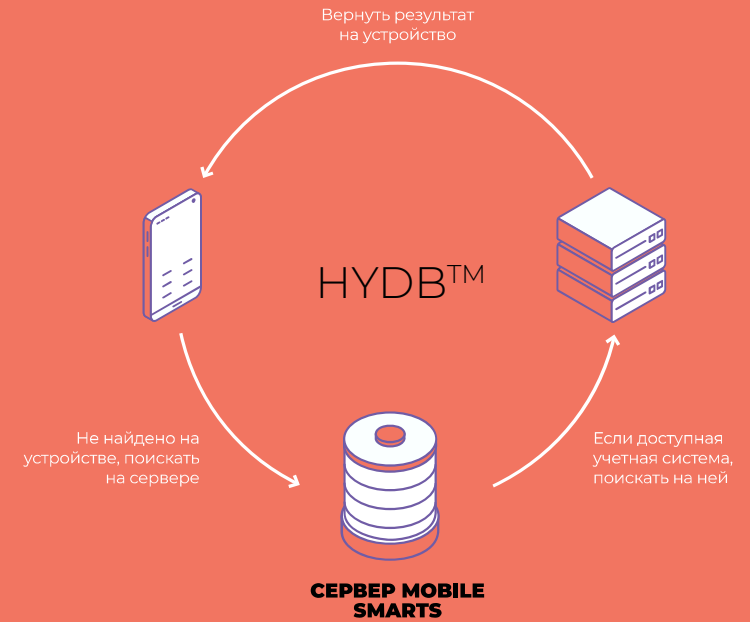 Вернуть результат
на устройство
HYDB™
Не найдено на
устройстве, поискать
на сервере
Если доступная
учетная система,
поискать на ней
СЕРВЕР MOBILE
SMARTS